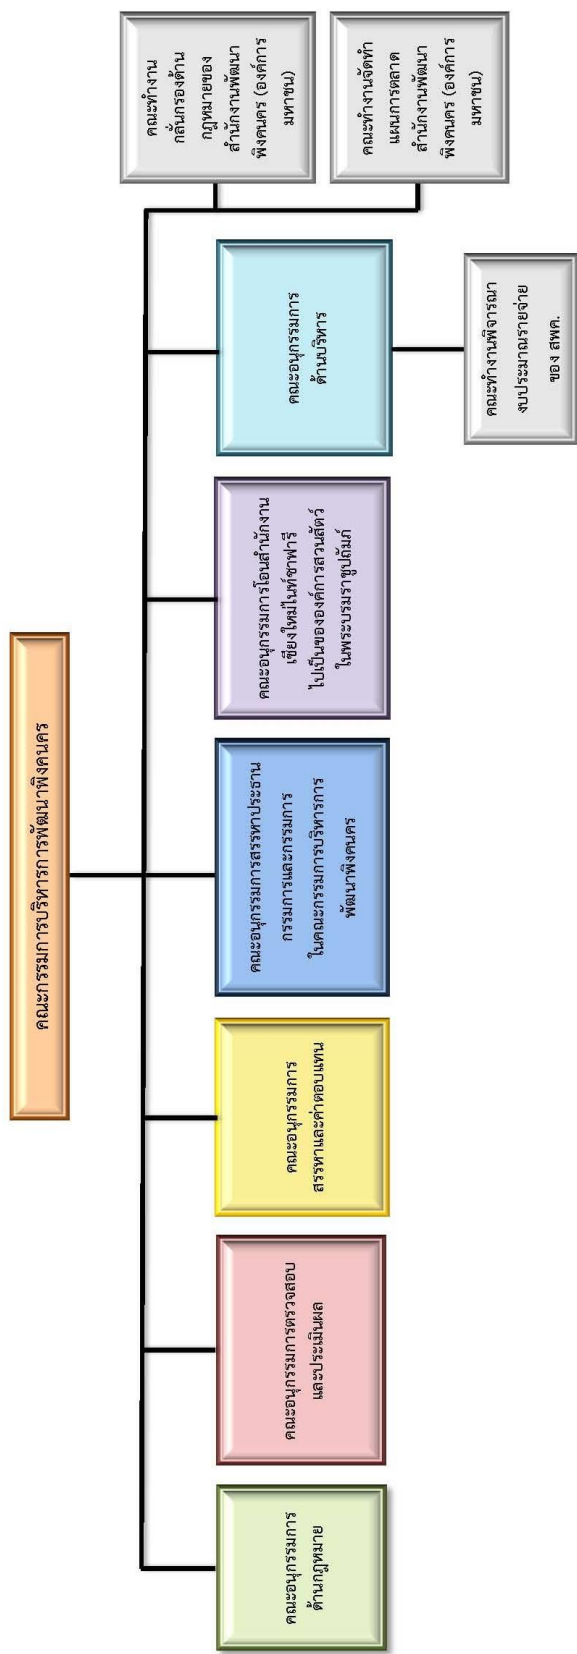 คณะกรรมการบริหารการพัฒนาพิงคนคร
คณะอนุกรรมการ
ด้านกฎหมาย
คณะอนุกรรมการตรวจสอบ
และประเมินผล
คณะอนุกรรมการ
สรรหาและค่าตอบแทน
คณะอนุกรรมการสรรหาประธาน
กรรมการและกรรมการ
ในคณะกรรมการบริหารการ
พัฒนาพิงคนคร
คณะอนุกรรมการโอนสำนักงาน
เชียงใหม่ไนท์ซาฟารี
ไปเป็นขององค์การสวนสัตว์
ในพระบรมราชูปถัมภ์
คณะอนุกรรมการ
ด้านบริหาร
คณะทำงาน
กลั่นกรองด้าน
กฎหมายของ
สำนักงานพัฒนา
พิงคนคร (องค์การ
มหาชน)
คณะทำงานจัดทำ
แผนการตลาด
สำนักงานพัฒนา
พิงคนคร (องค์การ
มหาชน)
คณะทำงานพิจารณา
งบประมาณรายจ่าย
ของ สพค.